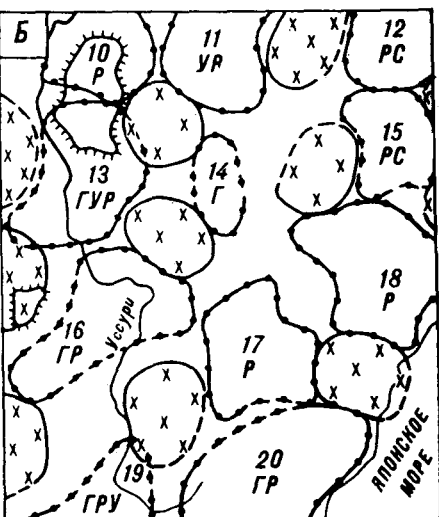 Б
10
Р
11
УР
12
РС
13
ГУР
14
Г
15
РС
16
ГР
Уссури
17
Р
18
Р
19
ГРУ
20
ГР
ЯПОНСКОЕ
МОРЕ